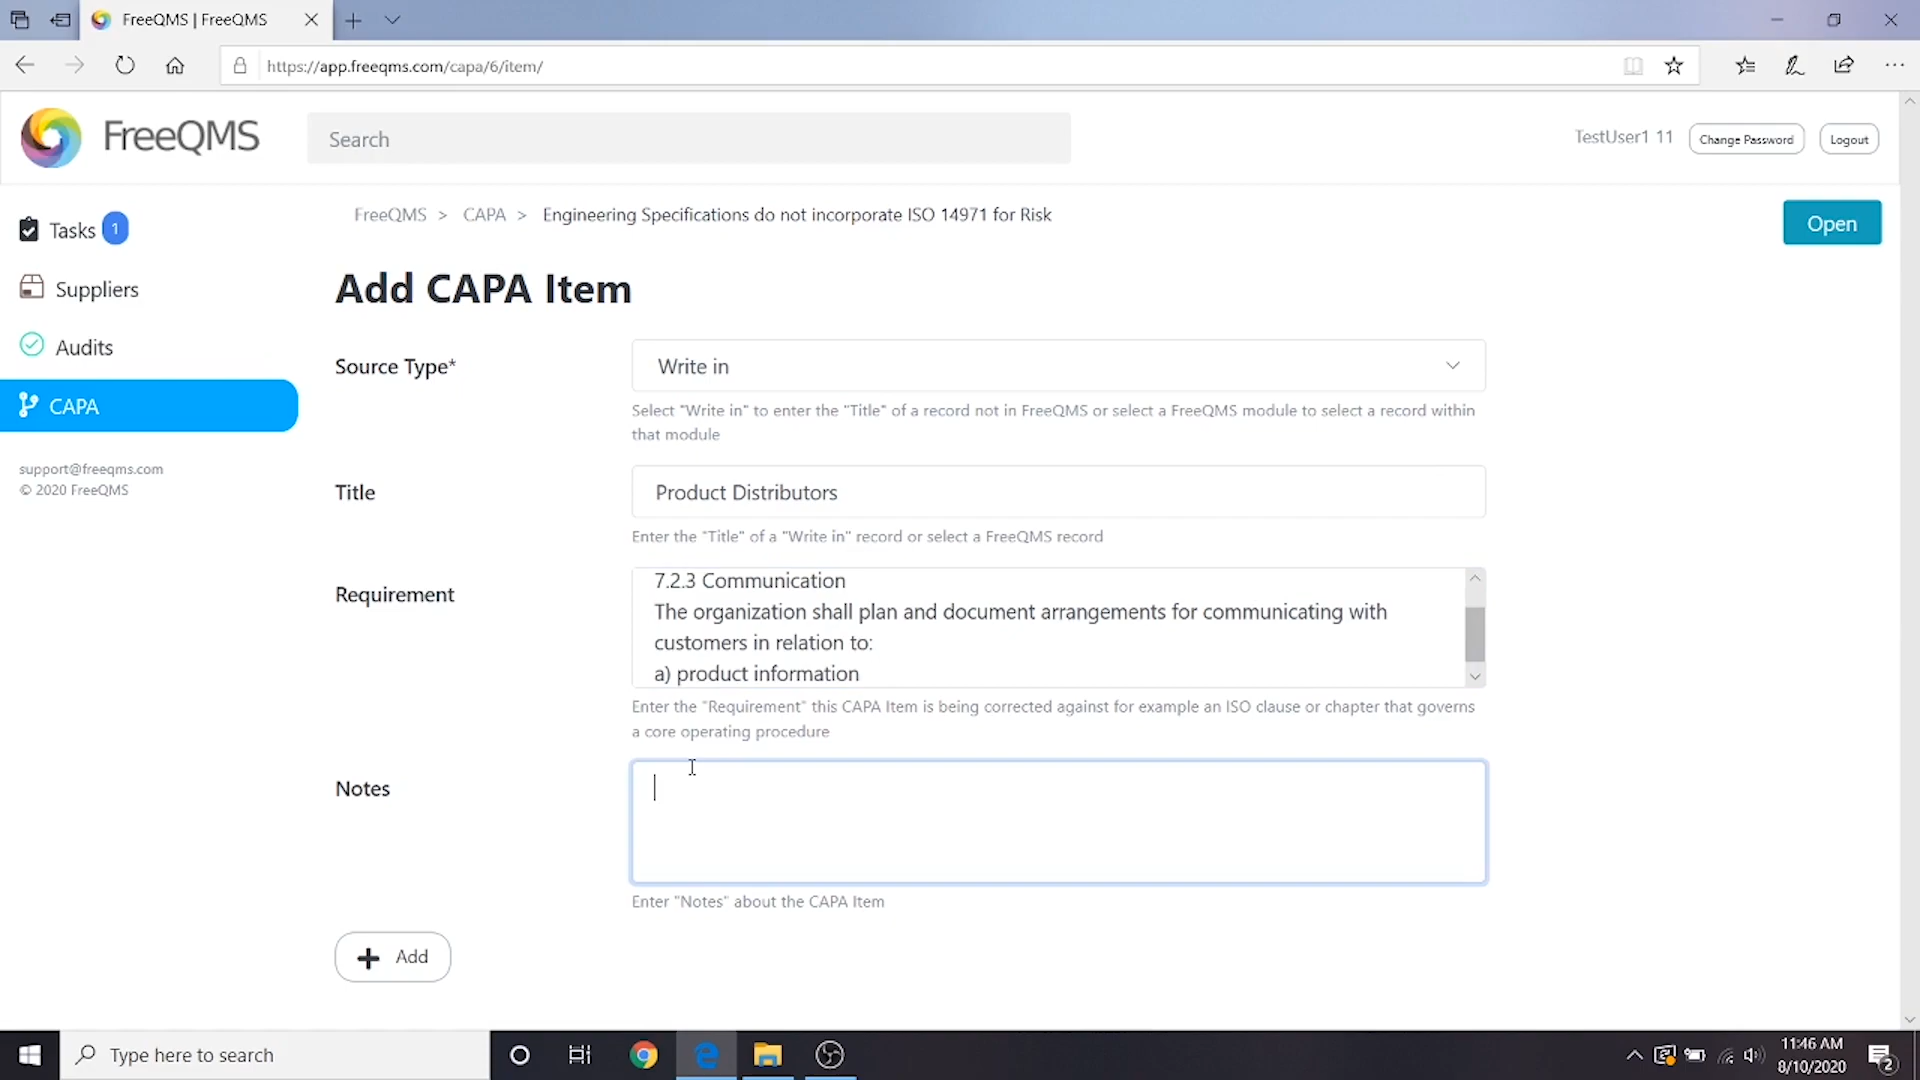 FreeQMS | FreeQMS
https://app.freeqms.com/capa/6/item/
FreeQMS
Search
TestUser1 11
Change Password
Logout
Tasks 1
Suppliers
Audits
CAPA
support@freeqms.com
© 2020 FreeQMS
FreeQMS > CAPA > Engineering Specifications do not incorporate ISO 14971 for Risk
Open
Add CAPA Item
Source Type*
Write in
Select "Write in" to enter the "Title" of a record not in FreeQMS or select a FreeQMS module to select a record within
that module
Title
Product Distributors
Enter the "Title" of a "Write in" record or select a FreeQMS record
Requirement
7.2.3 Communication
The organization shall plan and document arrangements for communicating with
customers in relation to:
a) product information
Enter the "Requirement" this CAPA Item is being corrected against for example an ISO clause or chapter that governs
a core operating procedure
Notes
Enter "Notes" about the CAPA Item
Add
Type here to search
11:46 AM
8/10/2020
2